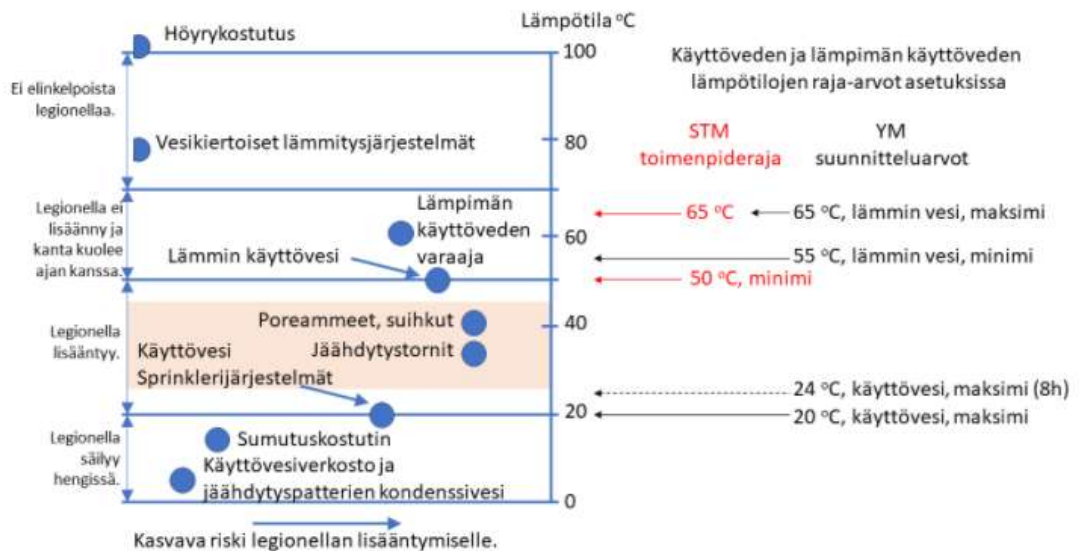 Lämpötila °C
Höyrykostutus
100
Käyttöveden ja lämpimän käyttöveden
lämpötilojen raja-arvot asetuksissa
Ei elinkelpoista
legionellaa.
Vesikiertoiset lämmitysjärjestelmät
80
STM
toimenpideraja
YM
suunnitteluarvot
Legionella ei
lisäänny ja
kanta kuolee
ajan kanssa.
Lämpimän
käyttöveden
varaaja
Lämmin käyttövesi
60
65 °C
65 °C, lämmin vesi, maksimi
55 °C, lämmin vesi, minimi
50 °C, minimi
Legionella
lisääntyy.
Poreammeet, suihkut
40
Jäähdytystornit
Käyttövesi
Sprinklerijärjestelmät
24 °C, käyttövesi, maksimi (8h)
20
20 °C, käyttövesi, maksimi
Legionella
säilyy
hengissä.
Sumutuskostutin
Käyttövesiverkosto ja
jäähdytyspatterien kondenssivesi
0
Kasvava riski legionellan lisääntymiselle.